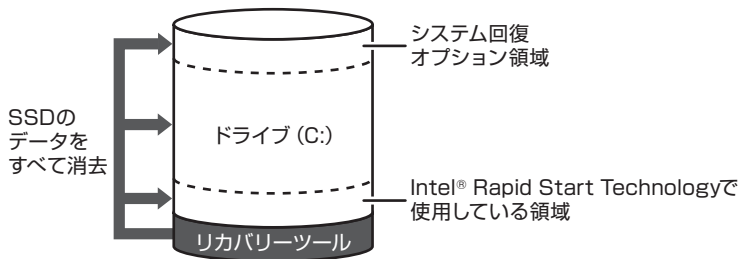 システム回復
オプション領域
SSDの
データを
すべて消去
ドライブ（C:）
Intel® Rapid Start Technologyで
使用している領域
リカバリーツール